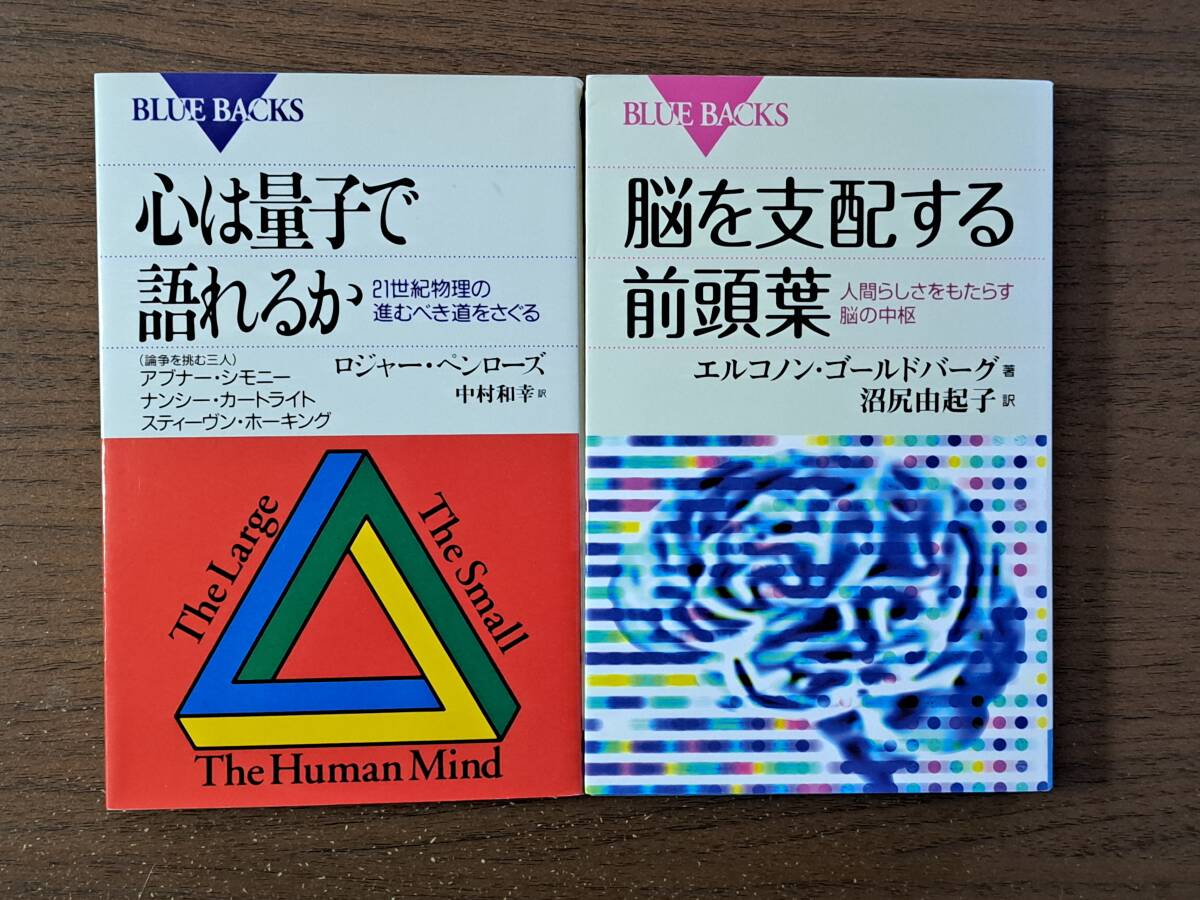 BLUE BACKS
心は量子で
語れるか
21世紀物理の
進むべき道をさぐる
(論争を挑む三人)
アブナー・シモニー
ナンシー・カートライト
スティーヴン・ホーキング
ロジャー・ペンローズ
中村和幸 訳
The Large
The Small
The Human Mind
BLUE BACKS
脳を支配する
前頭葉
人間らしさをもたらす
脳の中枢
エルコノン・ゴールドバーグ 著
沼尻由起子 訳